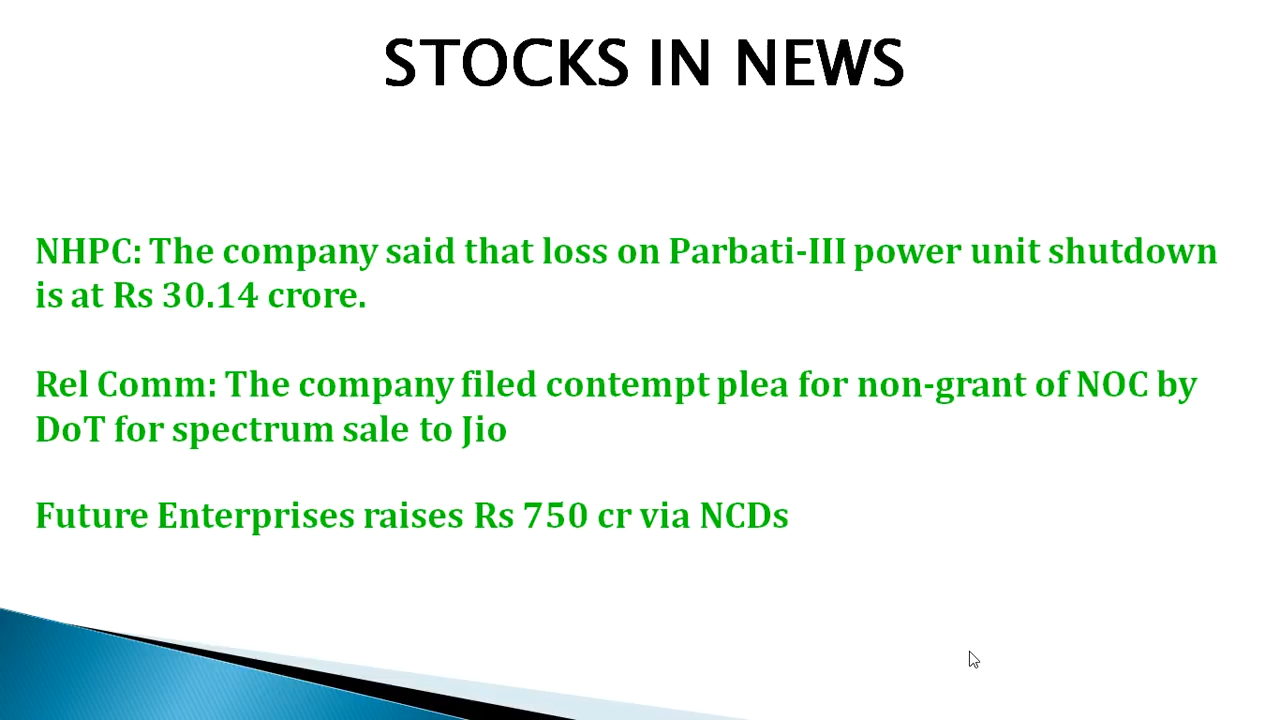 STOCKS IN NEWS
NHPC: The company said that loss on Parbati-III power unit shutdown
is at Rs 30.14 crore.
Rel Comm: The company filed contempt plea for non-grant of NOC by
DoT for spectrum sale to Jio
Future Enterprises raises Rs 750 cr via NCDs